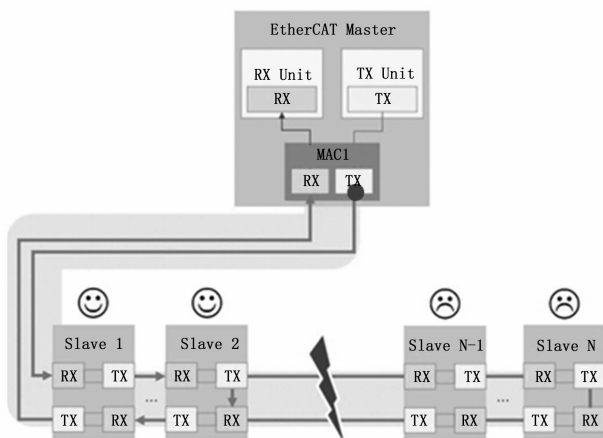 EtherCAT Master
RX Unit TX Unit
RX TX
MAC1
RX TX
Slave 1 Slave 2 Slave N-1 Slave N
RX TX RX TX RX TX RX TX
... ...
TX RX TX RX TX RX TX RX